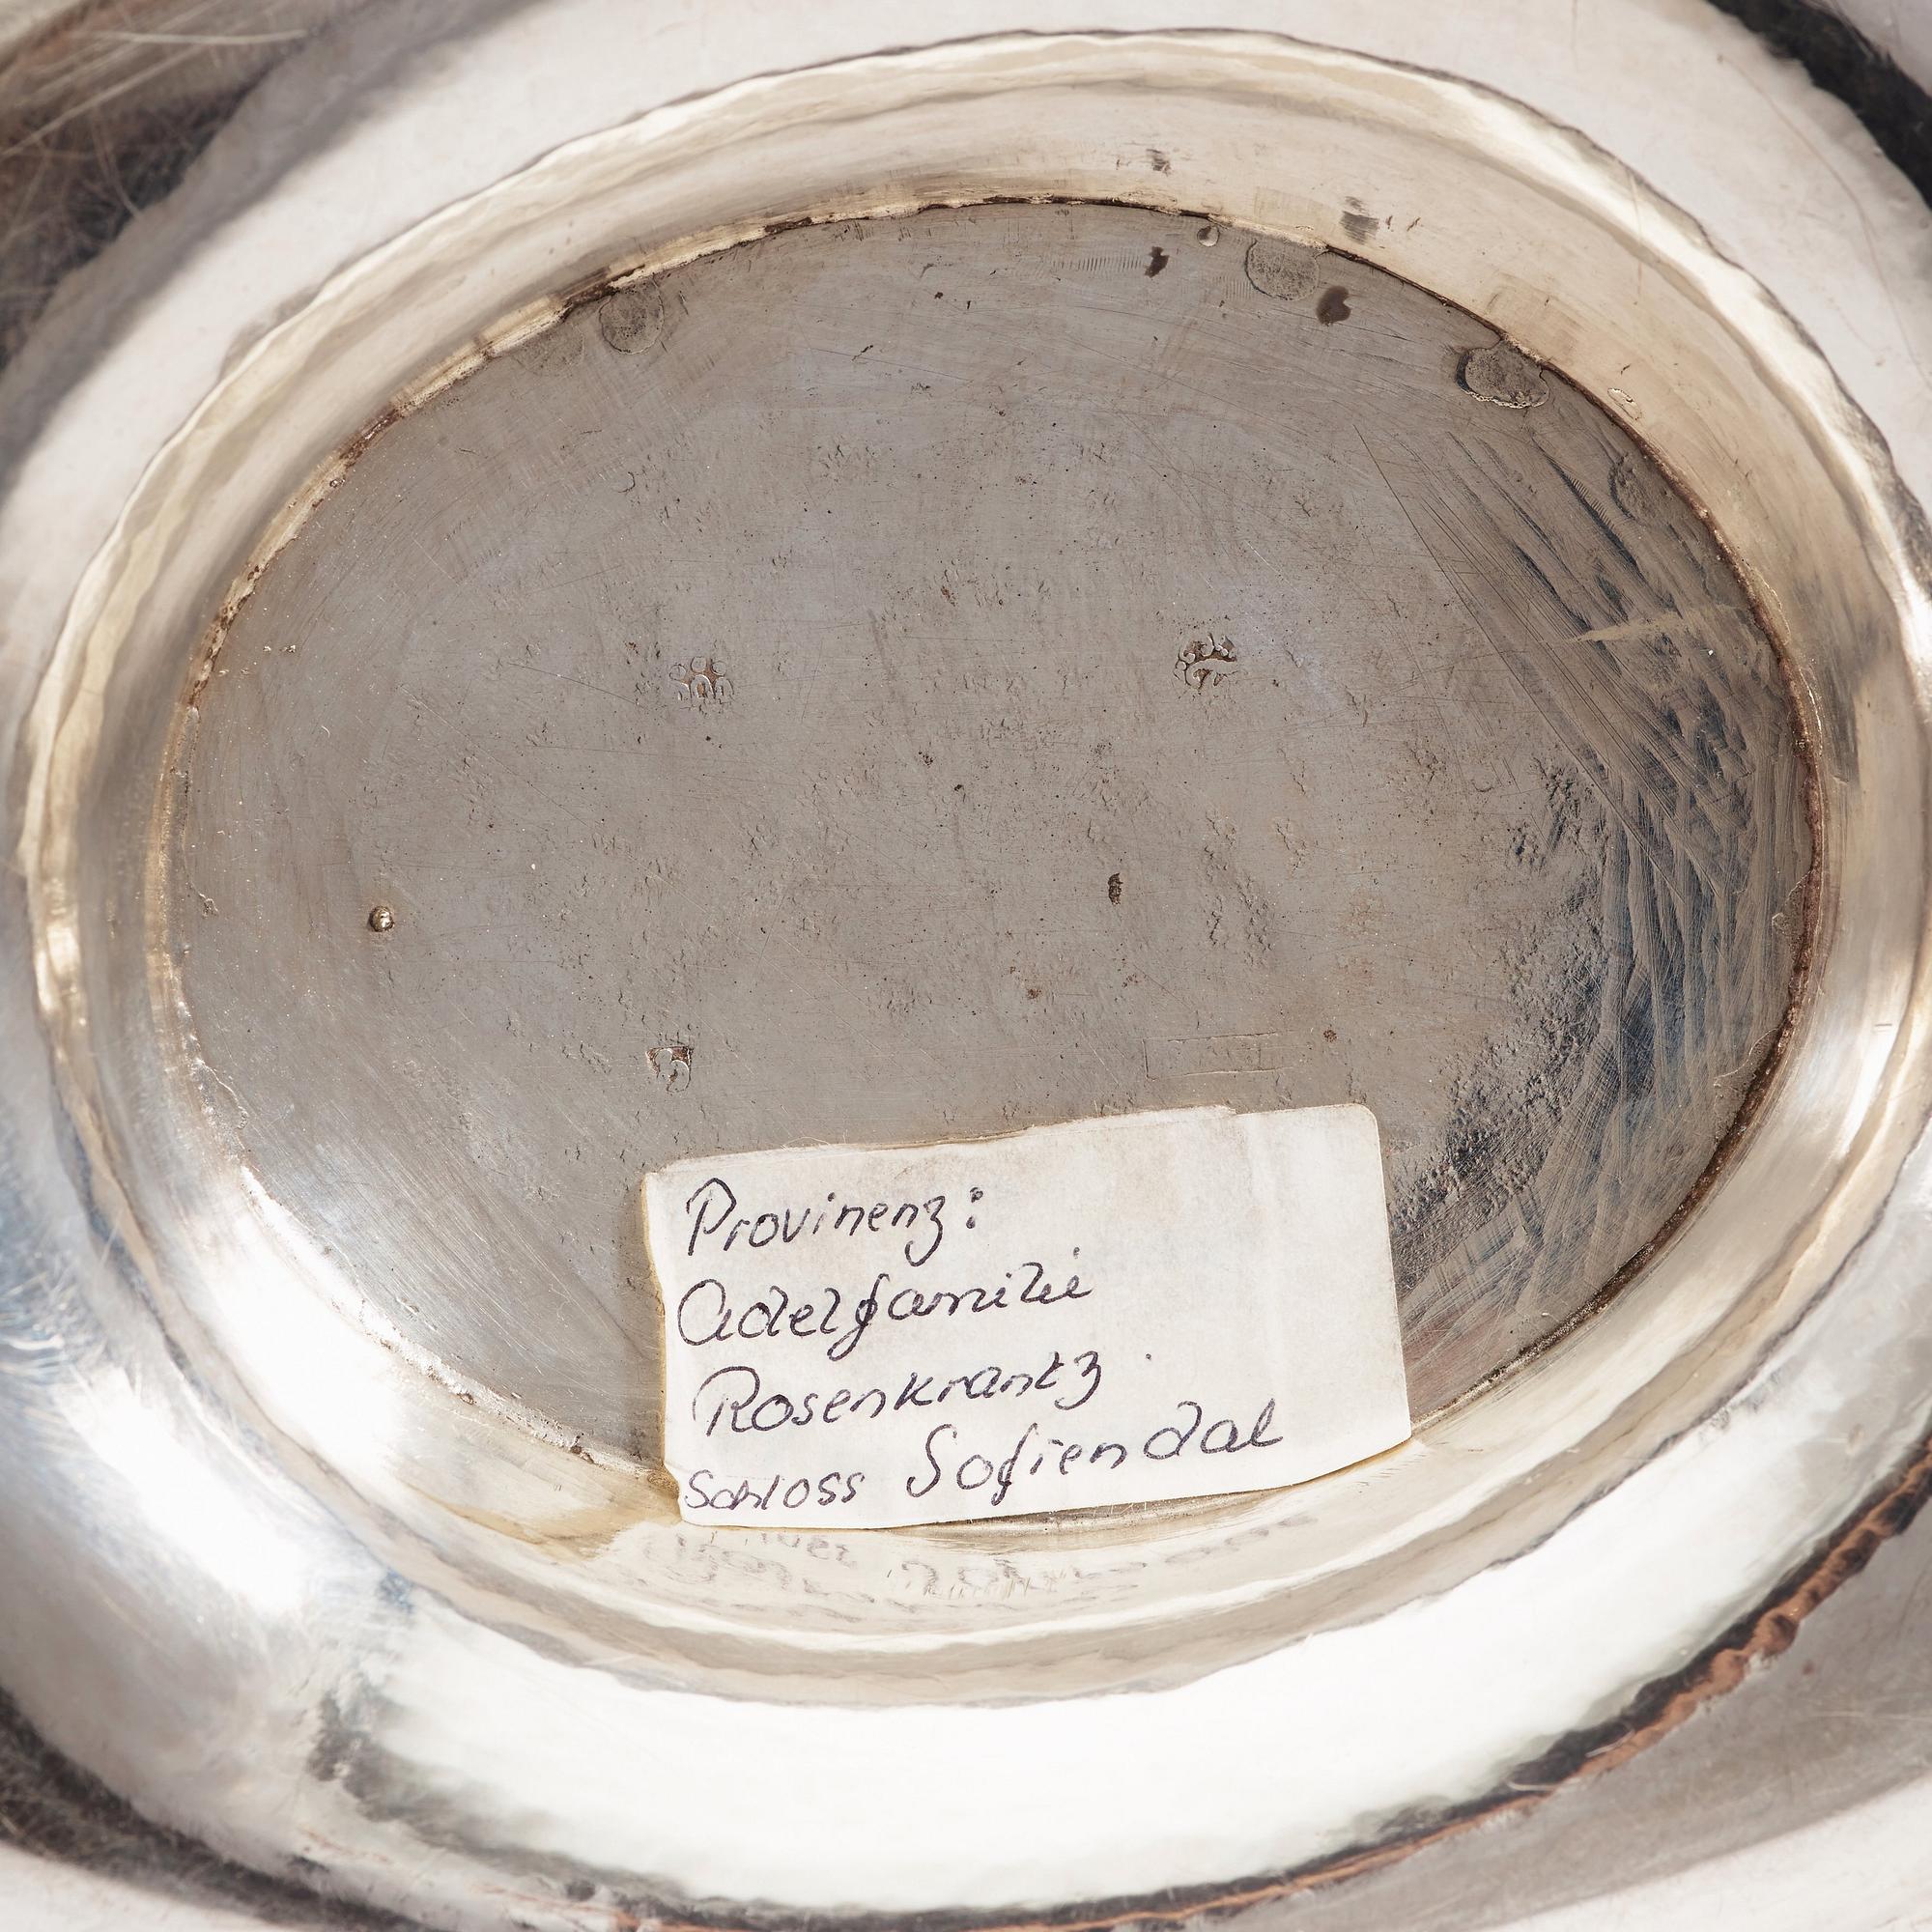 Provinenz:
Adelfamilie
Rosenkrantz
Schloss Sofiendal